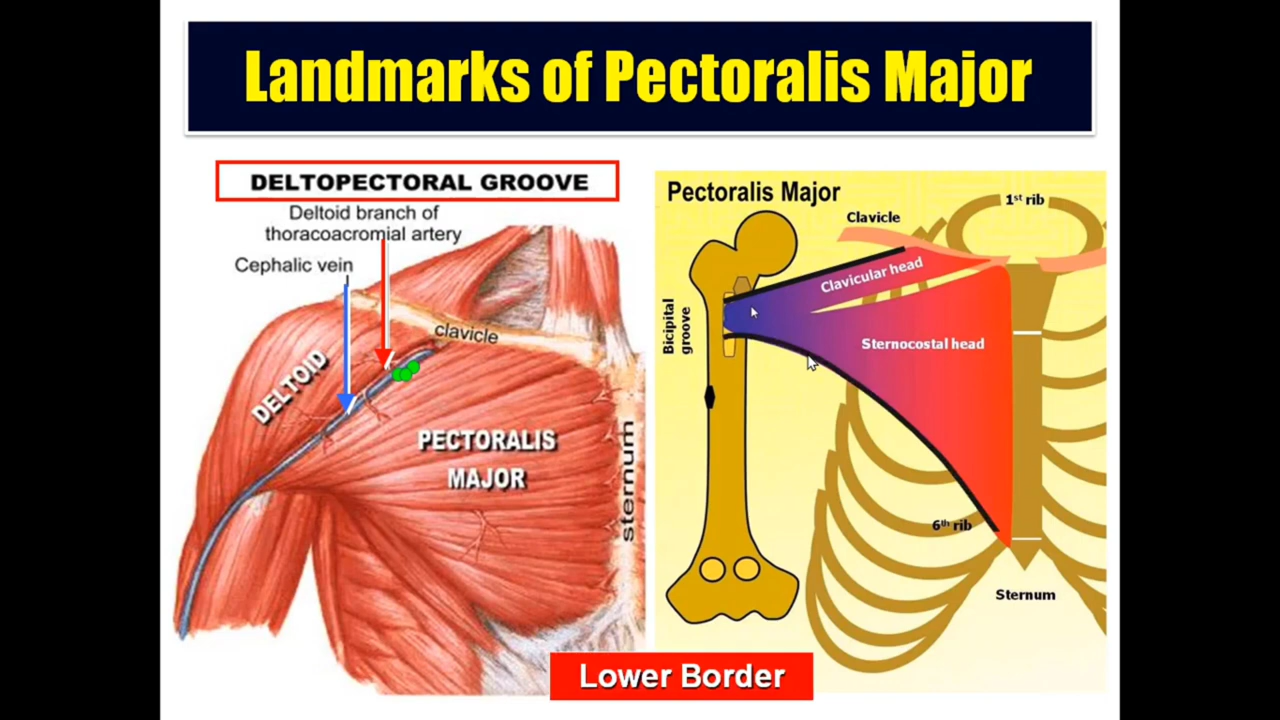 Landmarks of Pectoralis Major
DELTOPECTORAL GROOVE
Deltoid branch of
thoracoacromial artery
Cephalic vein
clavicle
DELTOID
PECTORALIS
MAJOR
sternum
Pectoralis Major
1st rib
Clavicle
Clavicular head
Bicipital
groove
Sternocostal head
6th rib
Sternum
Lower Border